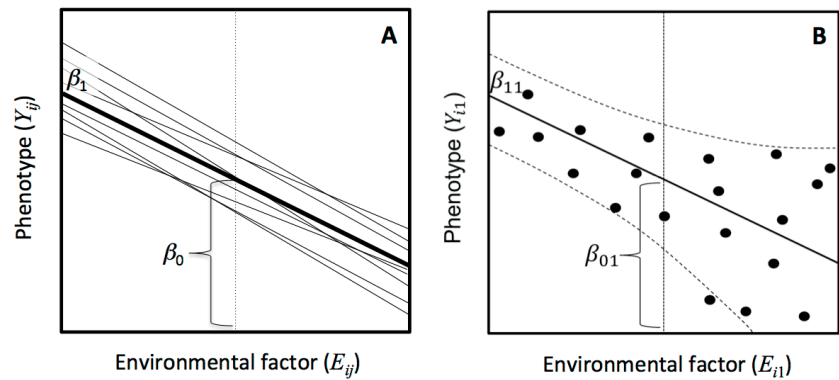 A
β₁
β₀
Phenotype (Yᵢⱼ)
Environmental factor (Eᵢⱼ)
B
β₁₁
β₀₁
Phenotype (Yᵢ₁)
Environmental factor (Eᵢ₁)